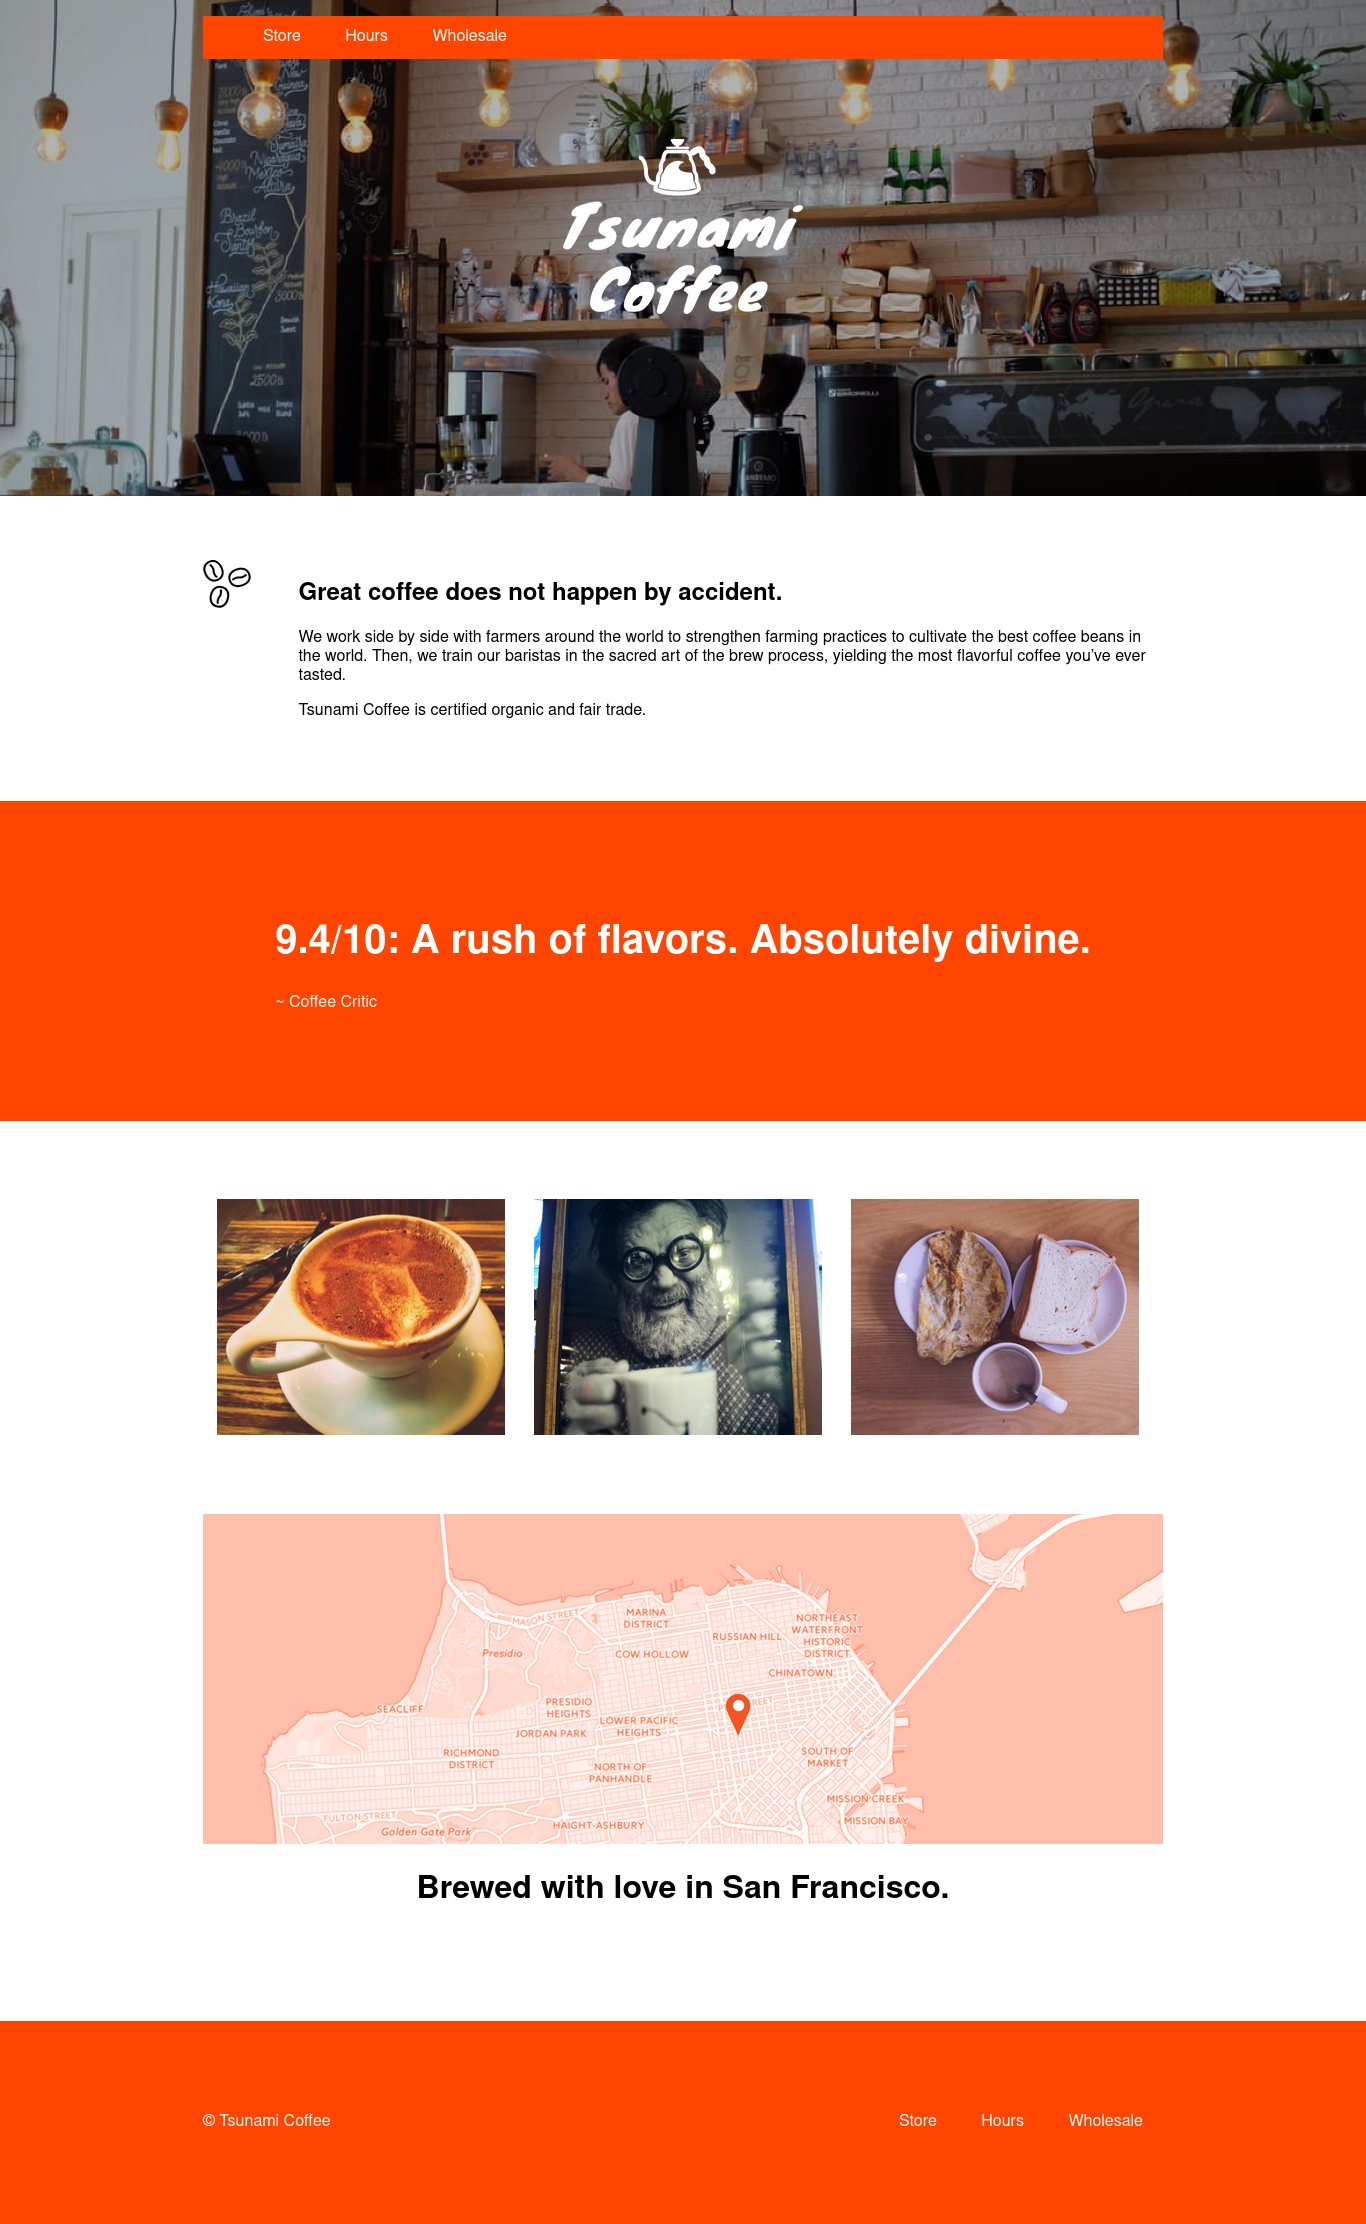 Store Hours Wholesale
Tsunami
Coffee
SIMONELLI
Opera
Great coffee does not happen by accident.
We work side by side with farmers around the world to strengthen farming practices to cultivate the best coffee beans in
the world. Then, we train our baristas in the sacred art of the brew process, yielding the most flavorful coffee you've ever
tasted.
Tsunami Coffee is certified organic and fair trade.
9.4/10: A rush of flavors. Absolutely divine.
~ Coffee Critic
MASON STREET
MARINA
DISTRICT
NORTHEAST
WATERFRONT
HISTORIC
DISTRICT
RUSSIAN HILL
Presidio
COW HOLLOW
CHINATOWN
SEACLIFF
PRESIDIO
HEIGHTS
LOWER PACIFIC
HEIGHTS
JORDAN PARK
RICHMOND
DISTRICT
SOUTH OF
MARKET
NORTH OF
PANHANDLE
MISSION CREEK
FULTON STREET
MISSION BAY
HAIGHT-ASHBURY
Golden Gate Park
Brewed with love in San Francisco.
© Tsunami Coffee Store Hours Wholesale